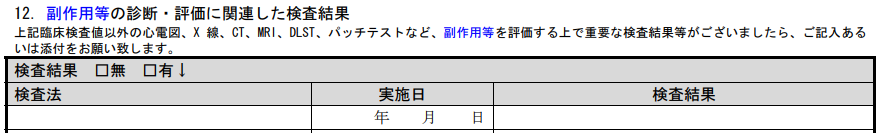 12. 副作用等の診断・評価に関連した検査結果
上記臨床検査値以外の心電図、X 線、CT、MRI、DLST、パッチテストなど、副作用等を評価する上で重要な検査結果等がございましたら、ご記入ある
いは添付をお願い致します。
検査結果 □無 □有↓
検査法 実施日 検査結果
年 月 日